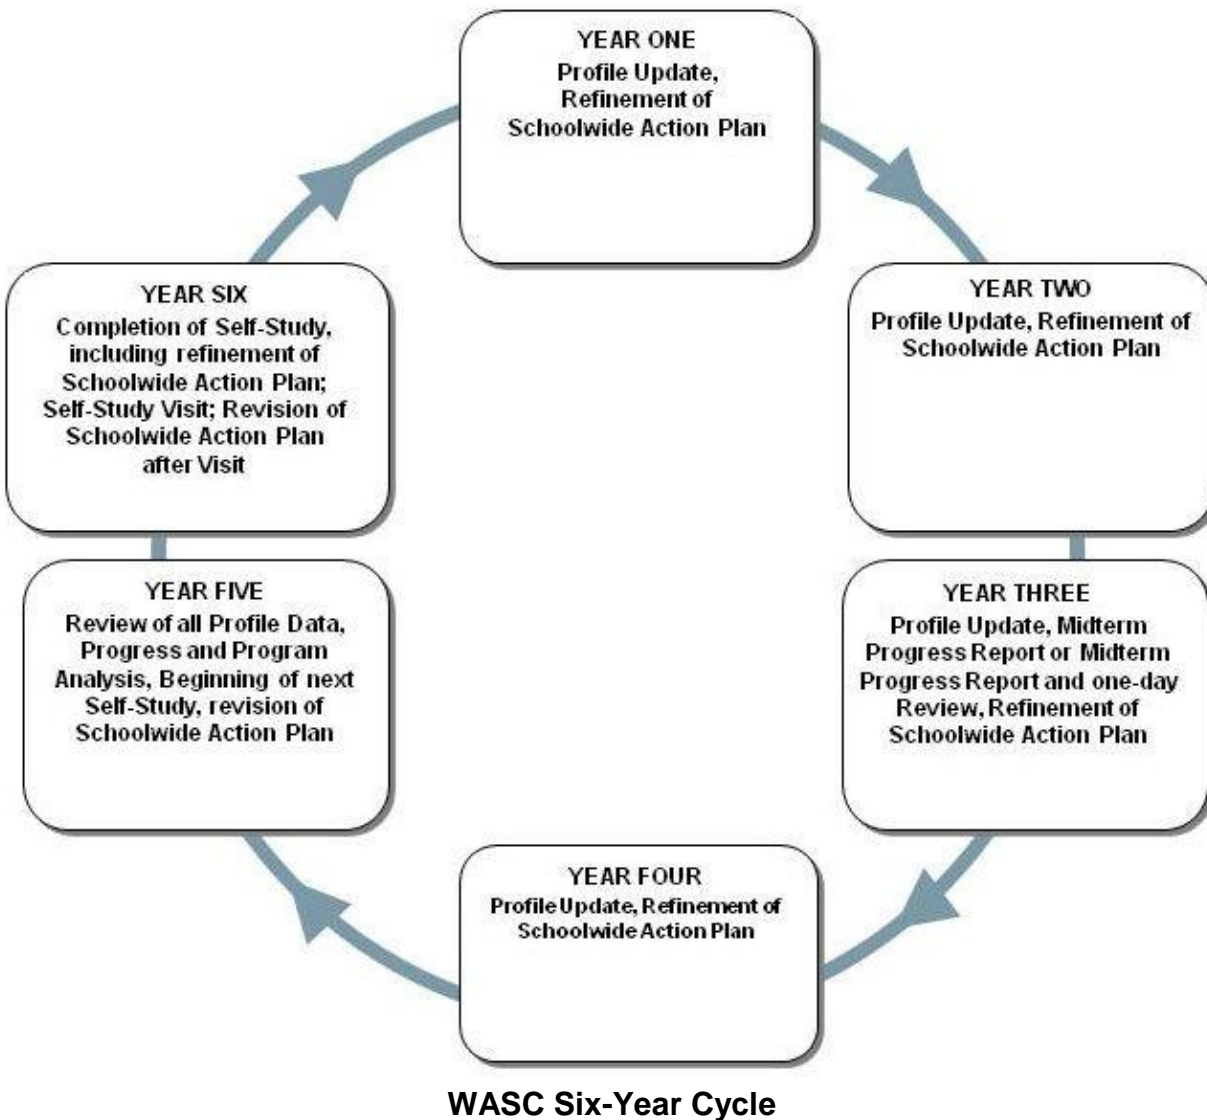 YEAR ONE
Profile Update,
Refinement of
Schoolwide Action Plan
YEAR TWO
Profile Update, Refinement of
Schoolwide Action Plan
YEAR THREE
Profile Update, Midterm
Progress Report or Midterm
Progress Report and one-day
Review, Refinement of
Schoolwide Action Plan
YEAR FOUR
Profile Update, Refinement of
Schoolwide Action Plan
YEAR FIVE
Review of all Profile Data,
Progress and Program
Analysis, Beginning of next
Self-Study, revision of
Schoolwide Action Plan
YEAR SIX
Completion of Self-Study,
including refinement of
Schoolwide Action Plan;
Self-Study Visit; Revision of
Schoolwide Action Plan
after Visit
WASC Six-Year Cycle